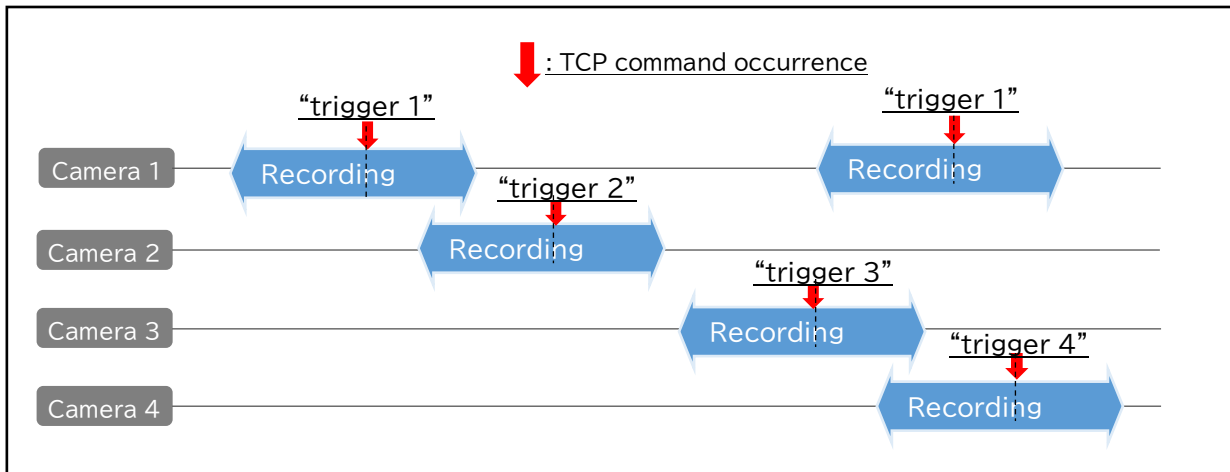 : TCP command occurrence
“trigger 1”
“trigger 1”
Camera 1
Recording
Recording
“trigger 2”
Camera 2
Recording
“trigger 3”
Camera 3
Recording
“trigger 4”
Camera 4
Recording